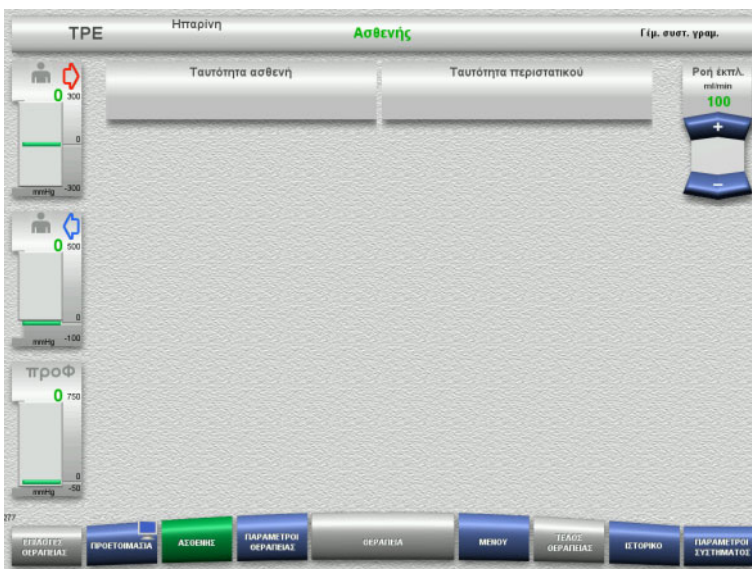 TPE
Ηπαρίνη
Ασθενής
Γέμ. συστ. γραμ.
0
300
0
-300
mmHg
Ταυτότητα ασθενή
Ταυτότητα περιστατικού
Ροή έκπλ.
ml/min
100
+
−
0
500
0
-100
mmHg
προΦ
0
750
0
-50
mmHg
277
ΕΠΙΛΟΓΕΣ
ΘΕΡΑΠΕΙΑΣ
ΠΡΟΕΤΟΙΜΑΣΙΑ
ΑΣΘΕΝΗΣ
ΠΑΡΑΜΕΤΡΟΙ
ΘΕΡΑΠΕΙΑΣ
ΘΕΡΑΠΕΙΑ
ΜΕΝΟΥ
ΤΕΛΟΣ
ΘΕΡΑΠΕΙΑΣ
ΙΣΤΟΡΙΚΟ
ΠΑΡΑΜΕΤΡΟΙ
ΣΥΣΤΗΜΑΤΟΣ